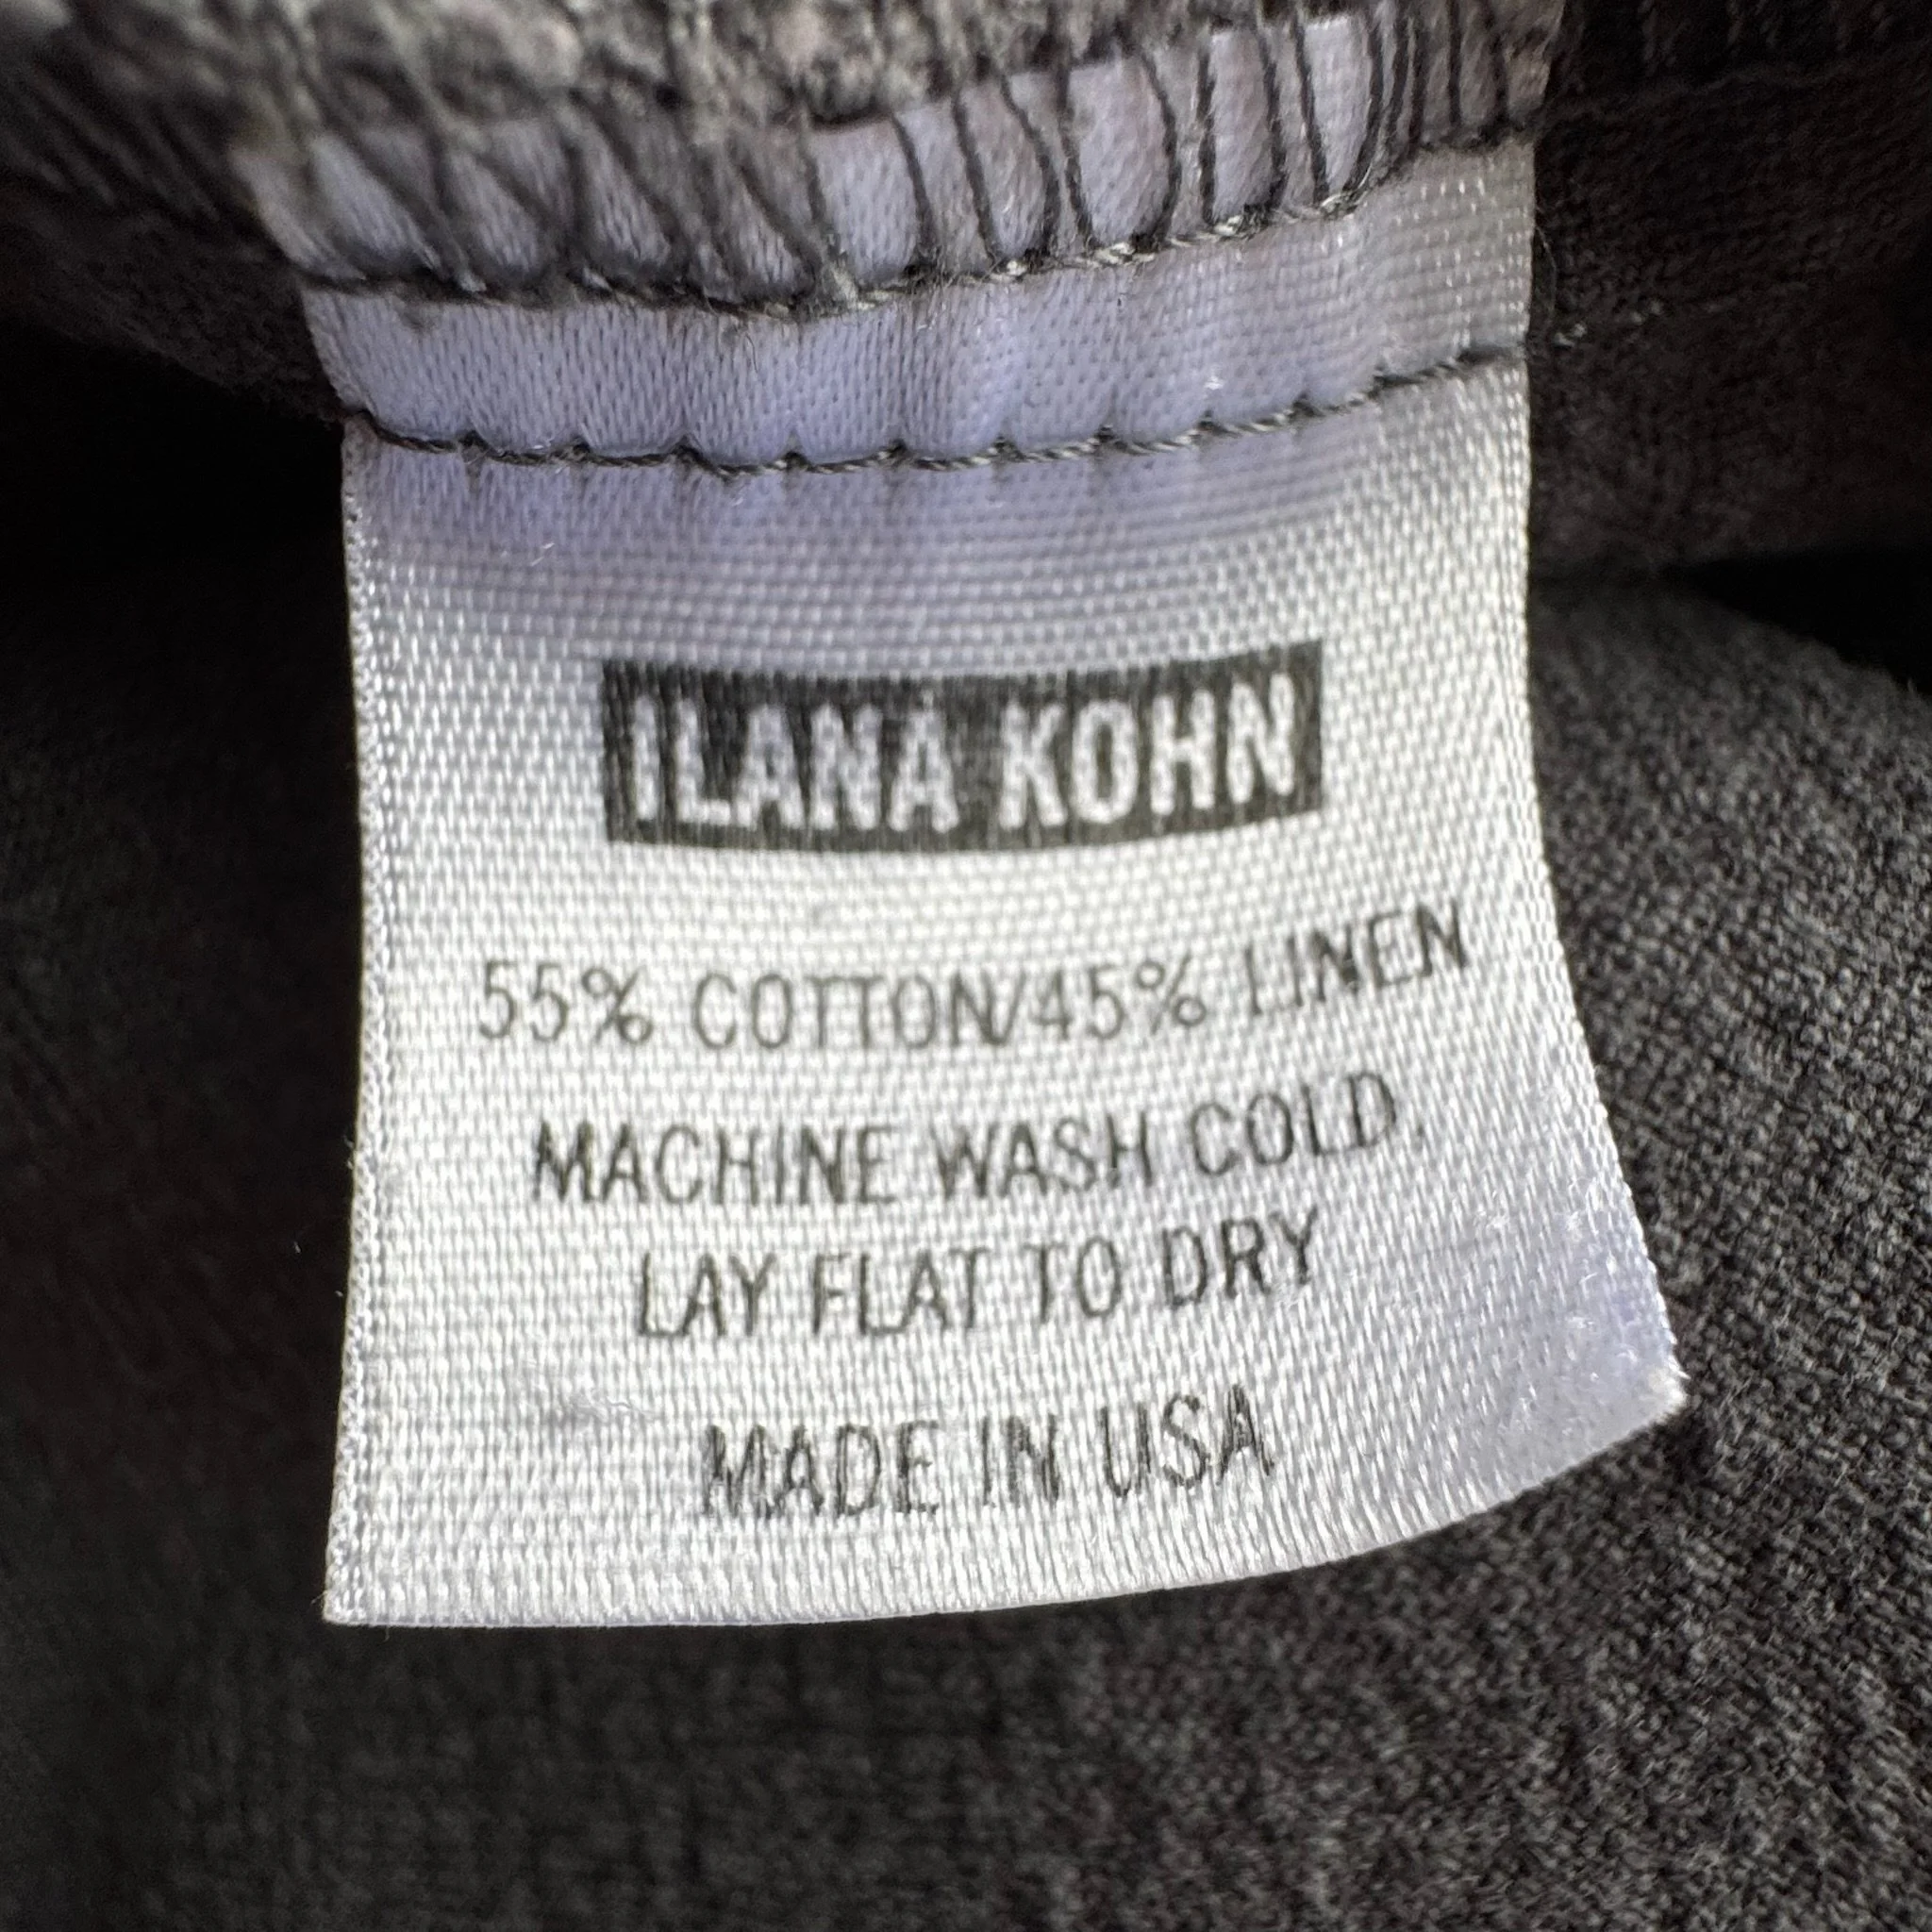 ILANA KOHN
55% COTTON/45% LINEN
MACHINE WASH COLD.
LAY FLAT TO DRY
MADE IN USA